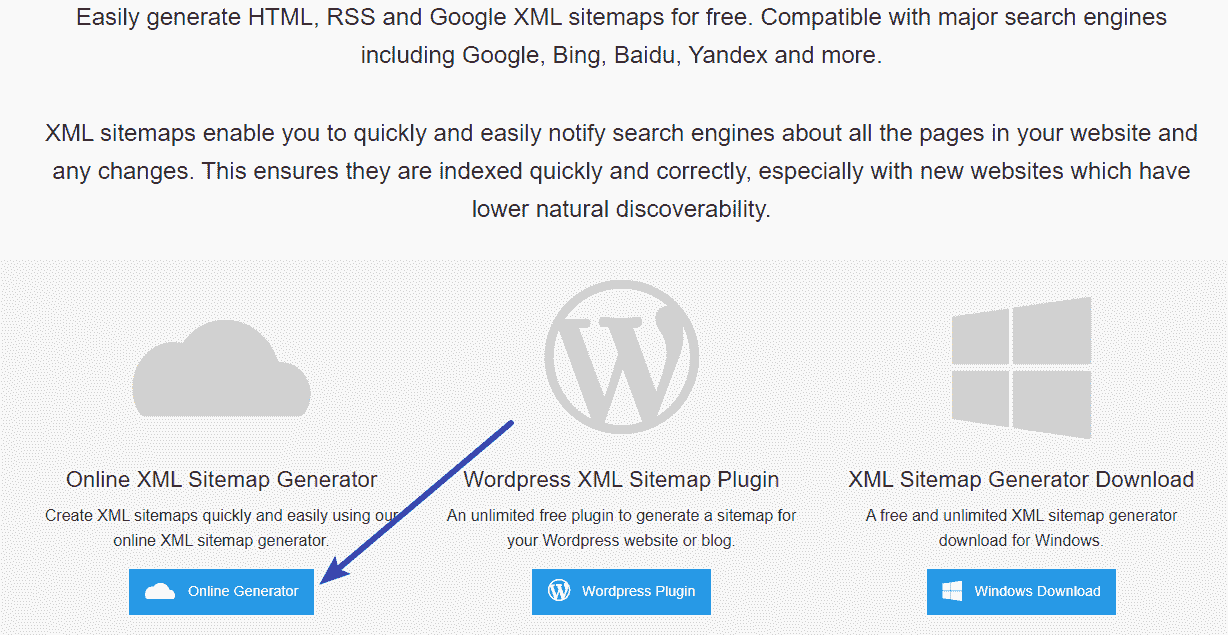 Easily generate HTML, RSS and Google XML sitemaps for free. Compatible with major search engines
including Google, Bing, Baidu, Yandex and more.
XML sitemaps enable you to quickly and easily notify search engines about all the pages in your website and
any changes. This ensures they are indexed quickly and correctly, especially with new websites which have
lower natural discoverability.
Online XML Sitemap Generator
Create XML sitemaps quickly and easily using our
online XML sitemap generator.
Online Generator
Wordpress XML Sitemap Plugin
An unlimited free plugin to generate a sitemap for
your Wordpress website or blog.
Wordpress Plugin
XML Sitemap Generator Download
A free and unlimited XML sitemap generator
download for Windows.
Windows Download